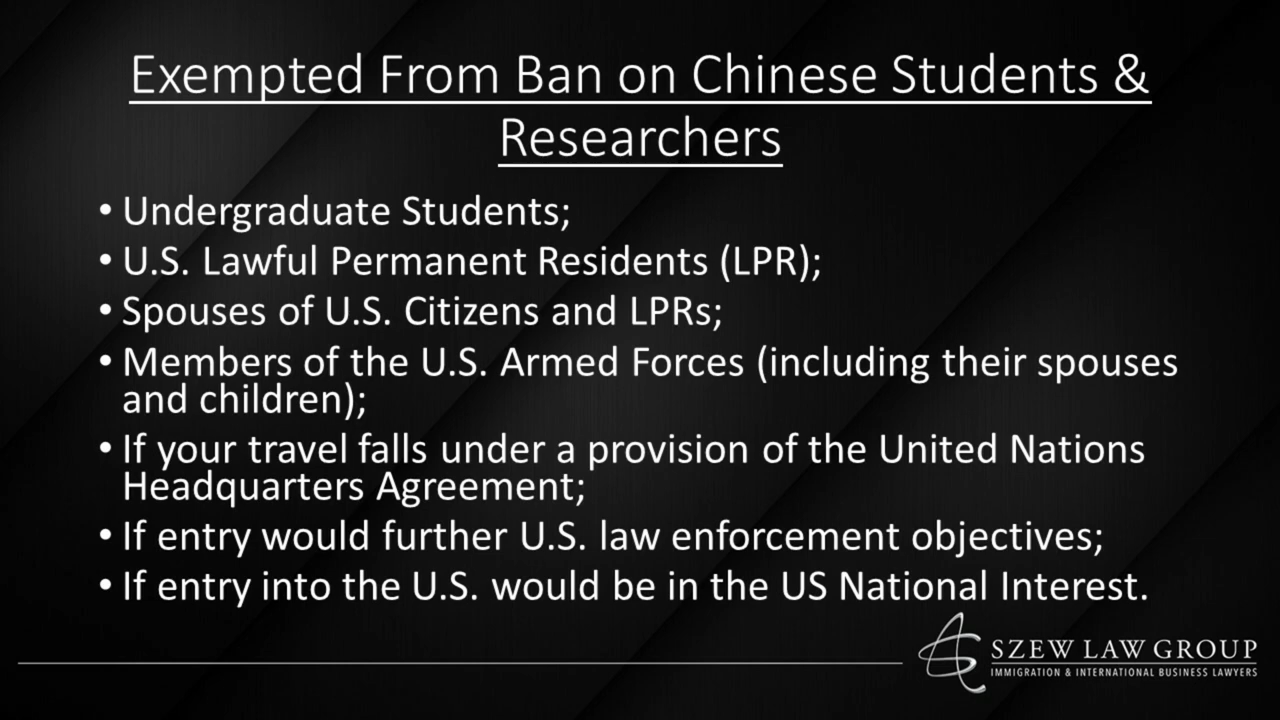 Exempted From Ban on Chinese Students &
Researchers
• Undergraduate Students;
• U.S. Lawful Permanent Residents (LPR);
• Spouses of U.S. Citizens and LPRs;
• Members of the U.S. Armed Forces (including their spouses
and children);
• If your travel falls under a provision of the United Nations
Headquarters Agreement;
• If entry would further U.S. law enforcement objectives;
• If entry into the U.S. would be in the US National Interest.
SZEW LAW GROUP
IMMIGRATION & INTERNATIONAL BUSINESS LAWYERS